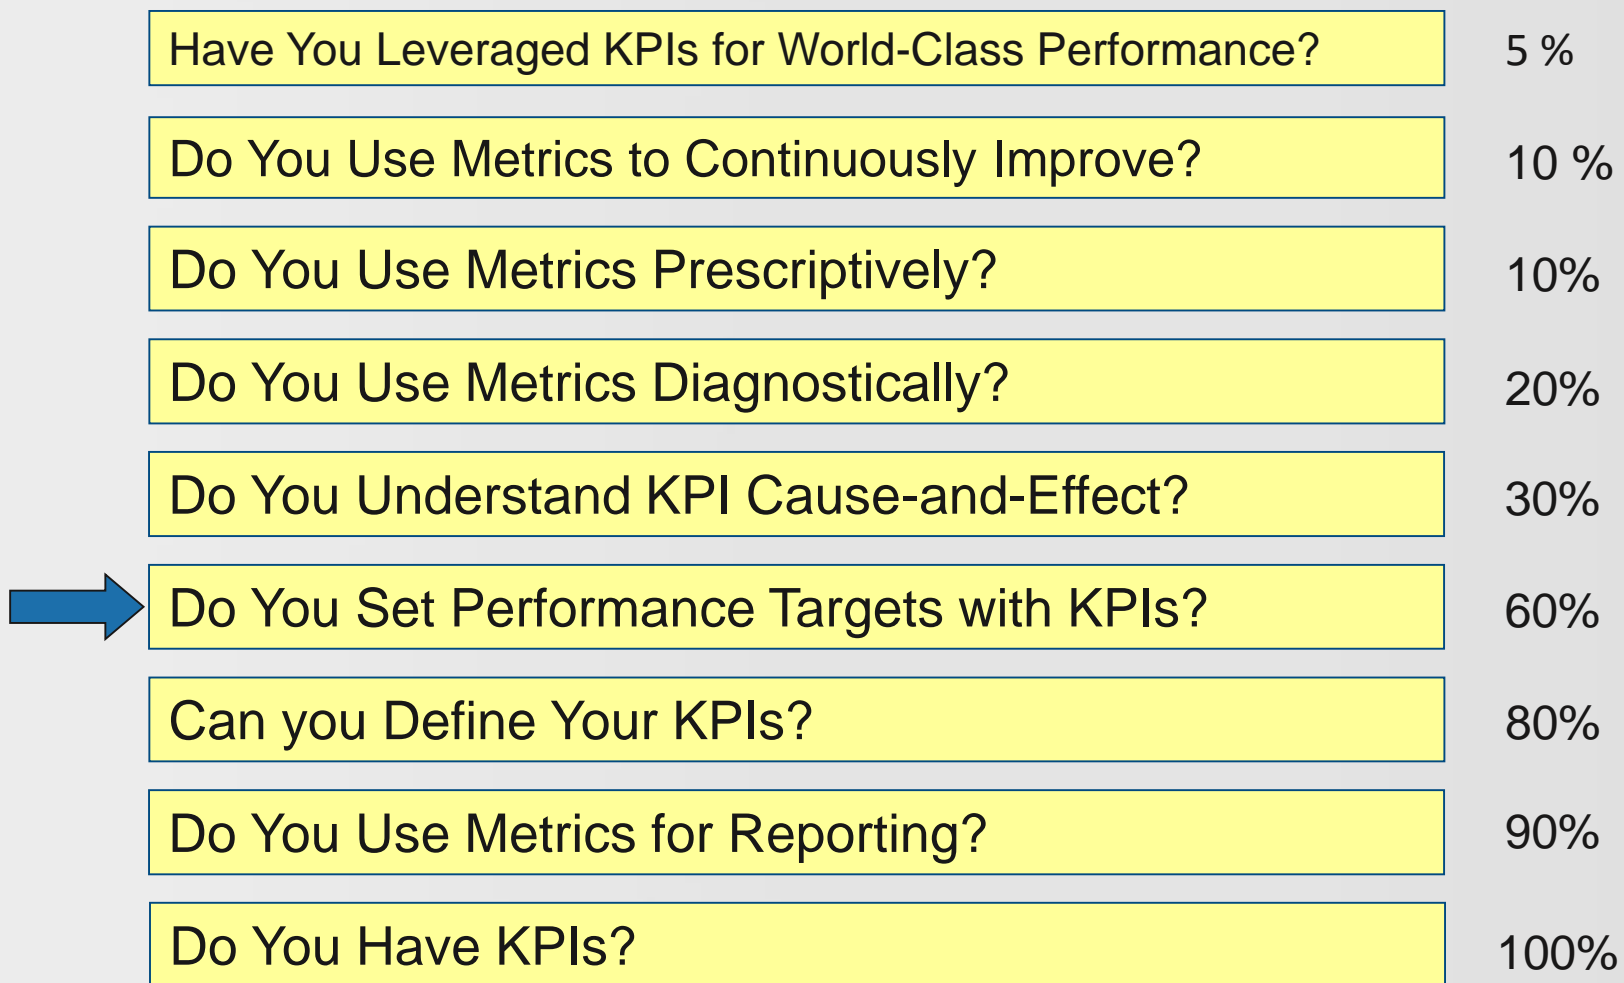 Have You Leveraged KPIs for World-Class Performance? 5 %
Do You Use Metrics to Continuously Improve? 10 %
Do You Use Metrics Prescriptively? 10%
Do You Use Metrics Diagnostically? 20%
Do You Understand KPI Cause-and-Effect? 30%
Do You Set Performance Targets with KPIs? 60%
Can you Define Your KPIs? 80%
Do You Use Metrics for Reporting? 90%
Do You Have KPIs? 100%